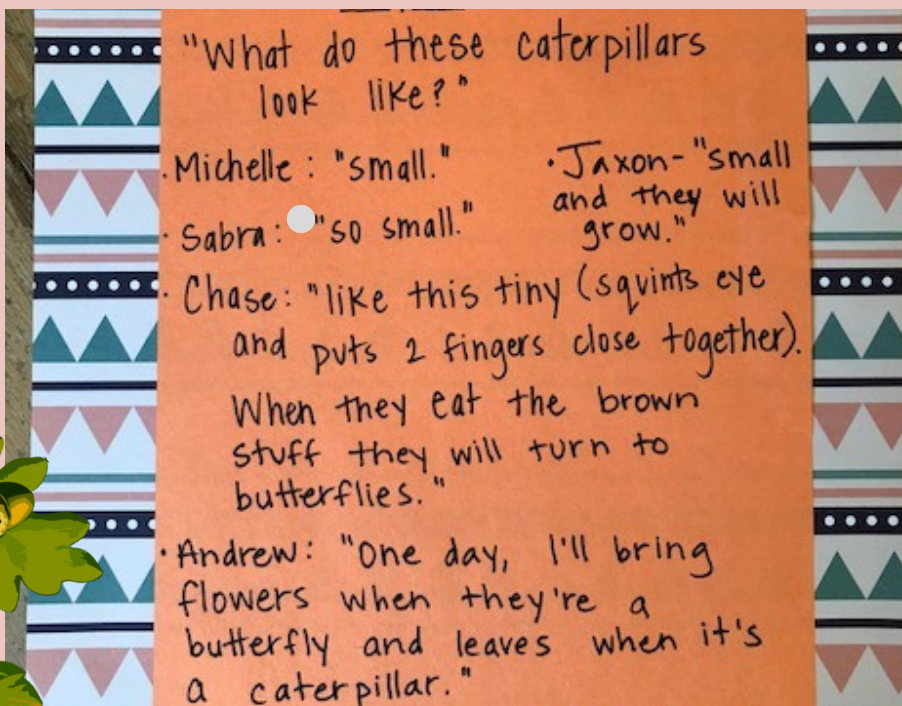 "What do these caterpillars
look like?"
· Michelle: "small."
· Sabra: "so small."
· Jaxon- "small
and they will
grow."
· Chase: "like this tiny (squints eye
and puts 2 fingers close together).
When they eat the brown
stuff they will turn to
butterflies."
· Andrew: "One day, I'll bring
flowers when they're a
butterfly and leaves when it's
a caterpillar."